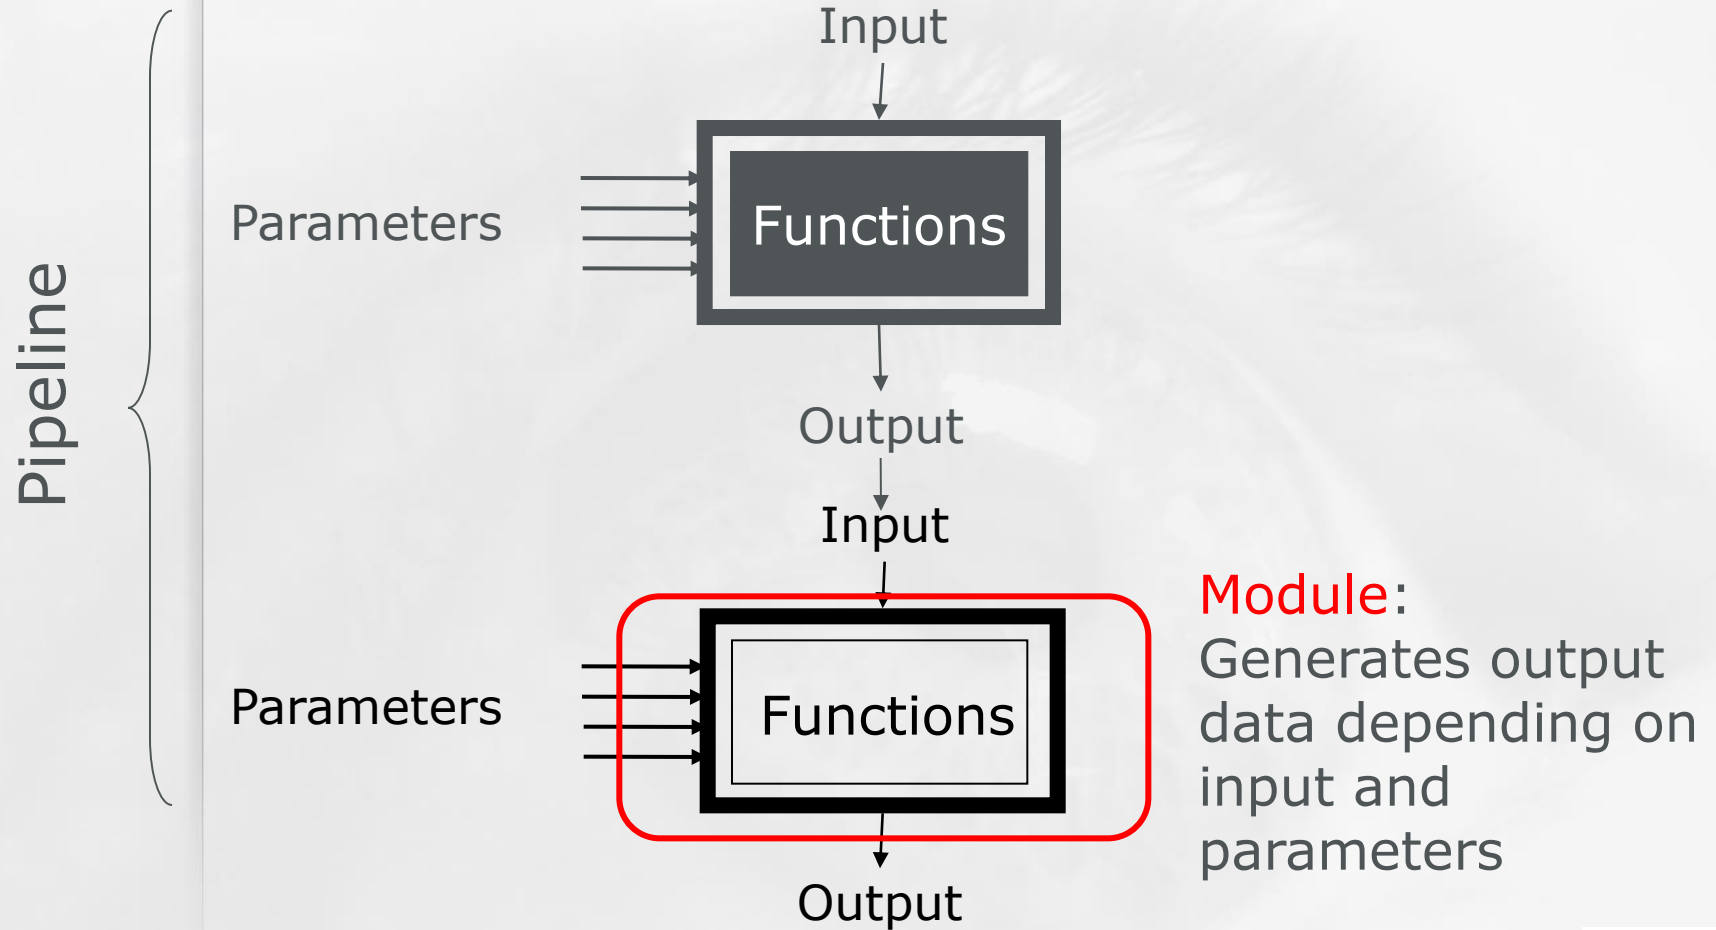 Input
Pipeline
Parameters
Functions
Output
Input
Module:
Generates output
data depending on
input and
parameters
Parameters
Functions
Output